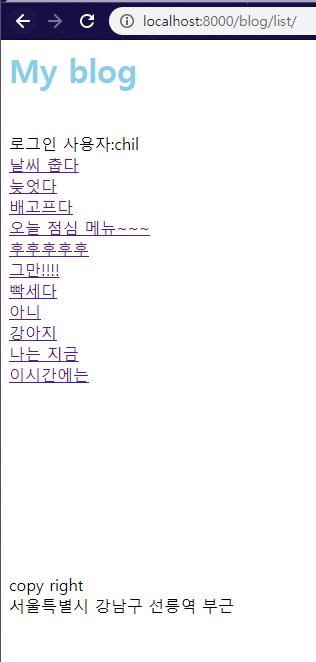 localhost:8000/blog/list/
My blog
로그인 사용자:chil
날씨 춥다
늦엇다
배고프다
오늘 점심 메뉴~~~
후후후후후
그만!!!!
빡세다
아니
강아지
나는 지금
이시간에는
copy right
서울특별시 강남구 선릉역 부근